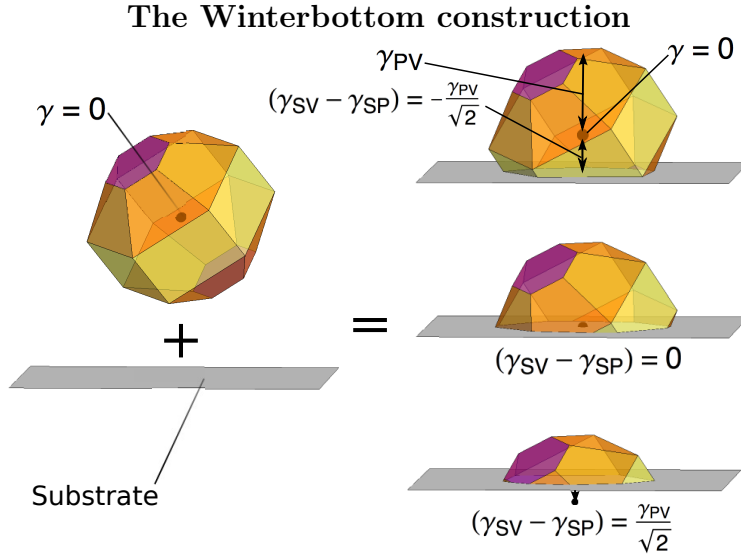 The Winterbottom construction
γ = 0
Substrate
+
=
γPV
γ = 0
(γSV − γSP) = −γPV/√2
(γSV − γSP) = 0
(γSV − γSP) = γPV/√2